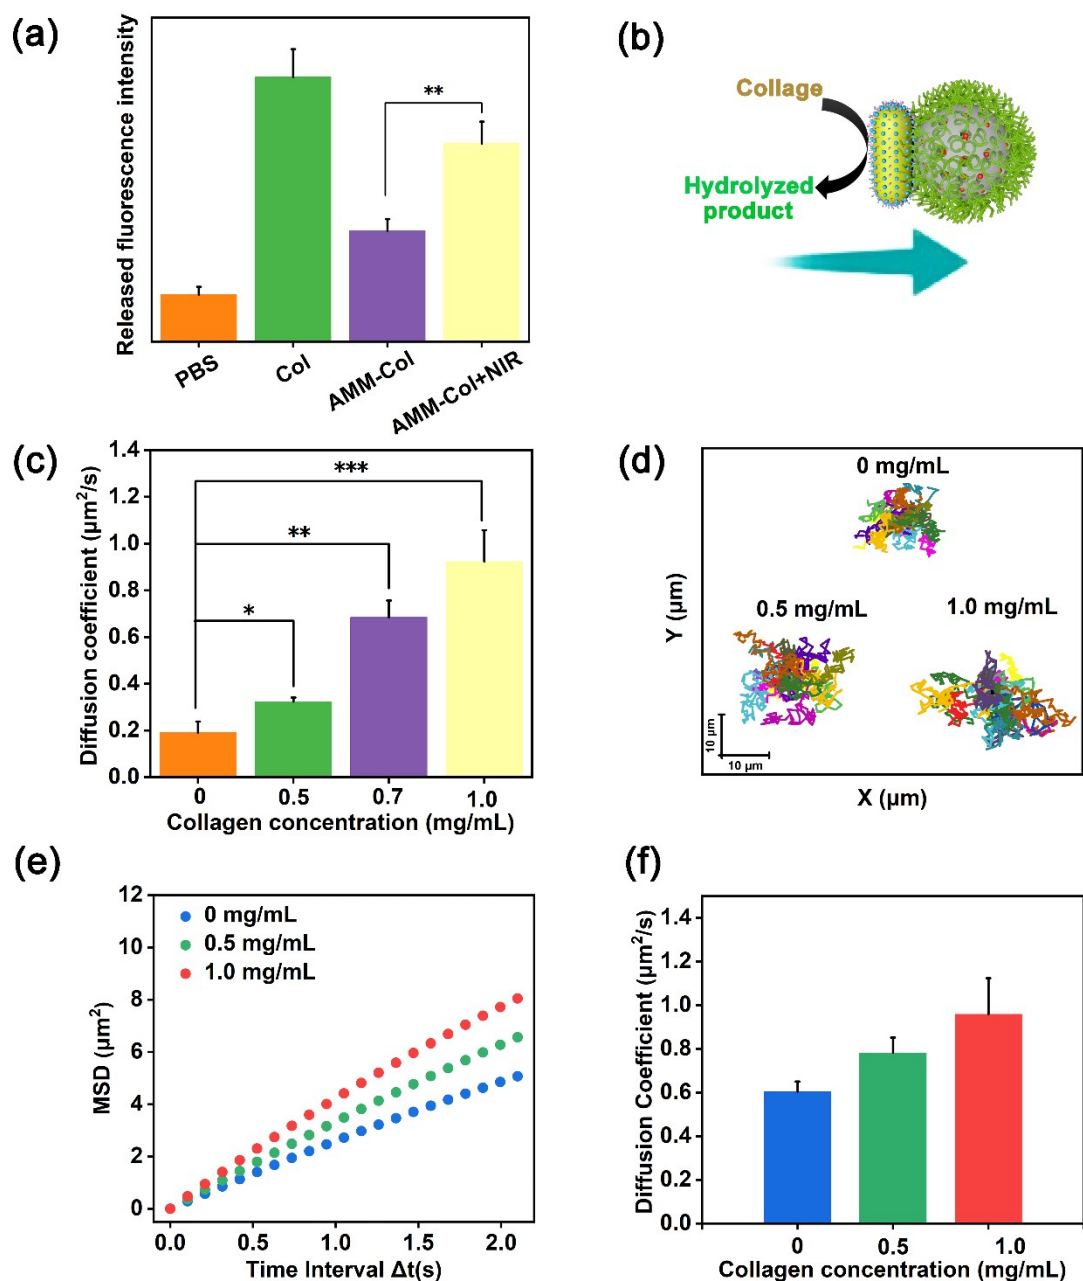 (a)
Released fluorescence intensity
**
PBS
Col
AMM-Col
AMM-Col+NIR
(b)
Collage
Hydrolyzed
product
(c)
Diffusion coefficient (μm²/s)
1.4
1.2
1.0
0.8
0.6
0.4
0.2
0.0
***
**
*
0 0.5 0.7 1.0
Collagen concentration (mg/mL)
(d)
Y (μm)
0 mg/mL
0.5 mg/mL
1.0 mg/mL
10 μm
10 μm
X (μm)
(e)
MSD (μm²)
12
10
8
6
4
2
0
0 mg/mL
0.5 mg/mL
1.0 mg/mL
0.0 0.5 1.0 1.5 2.0
Time Interval Δt(s)
(f)
Diffusion Coefficient (μm²/s)
1.4
1.2
1.0
0.8
0.6
0.4
0.2
0.0
0 0.5 1.0
Collagen concentration (mg/mL)